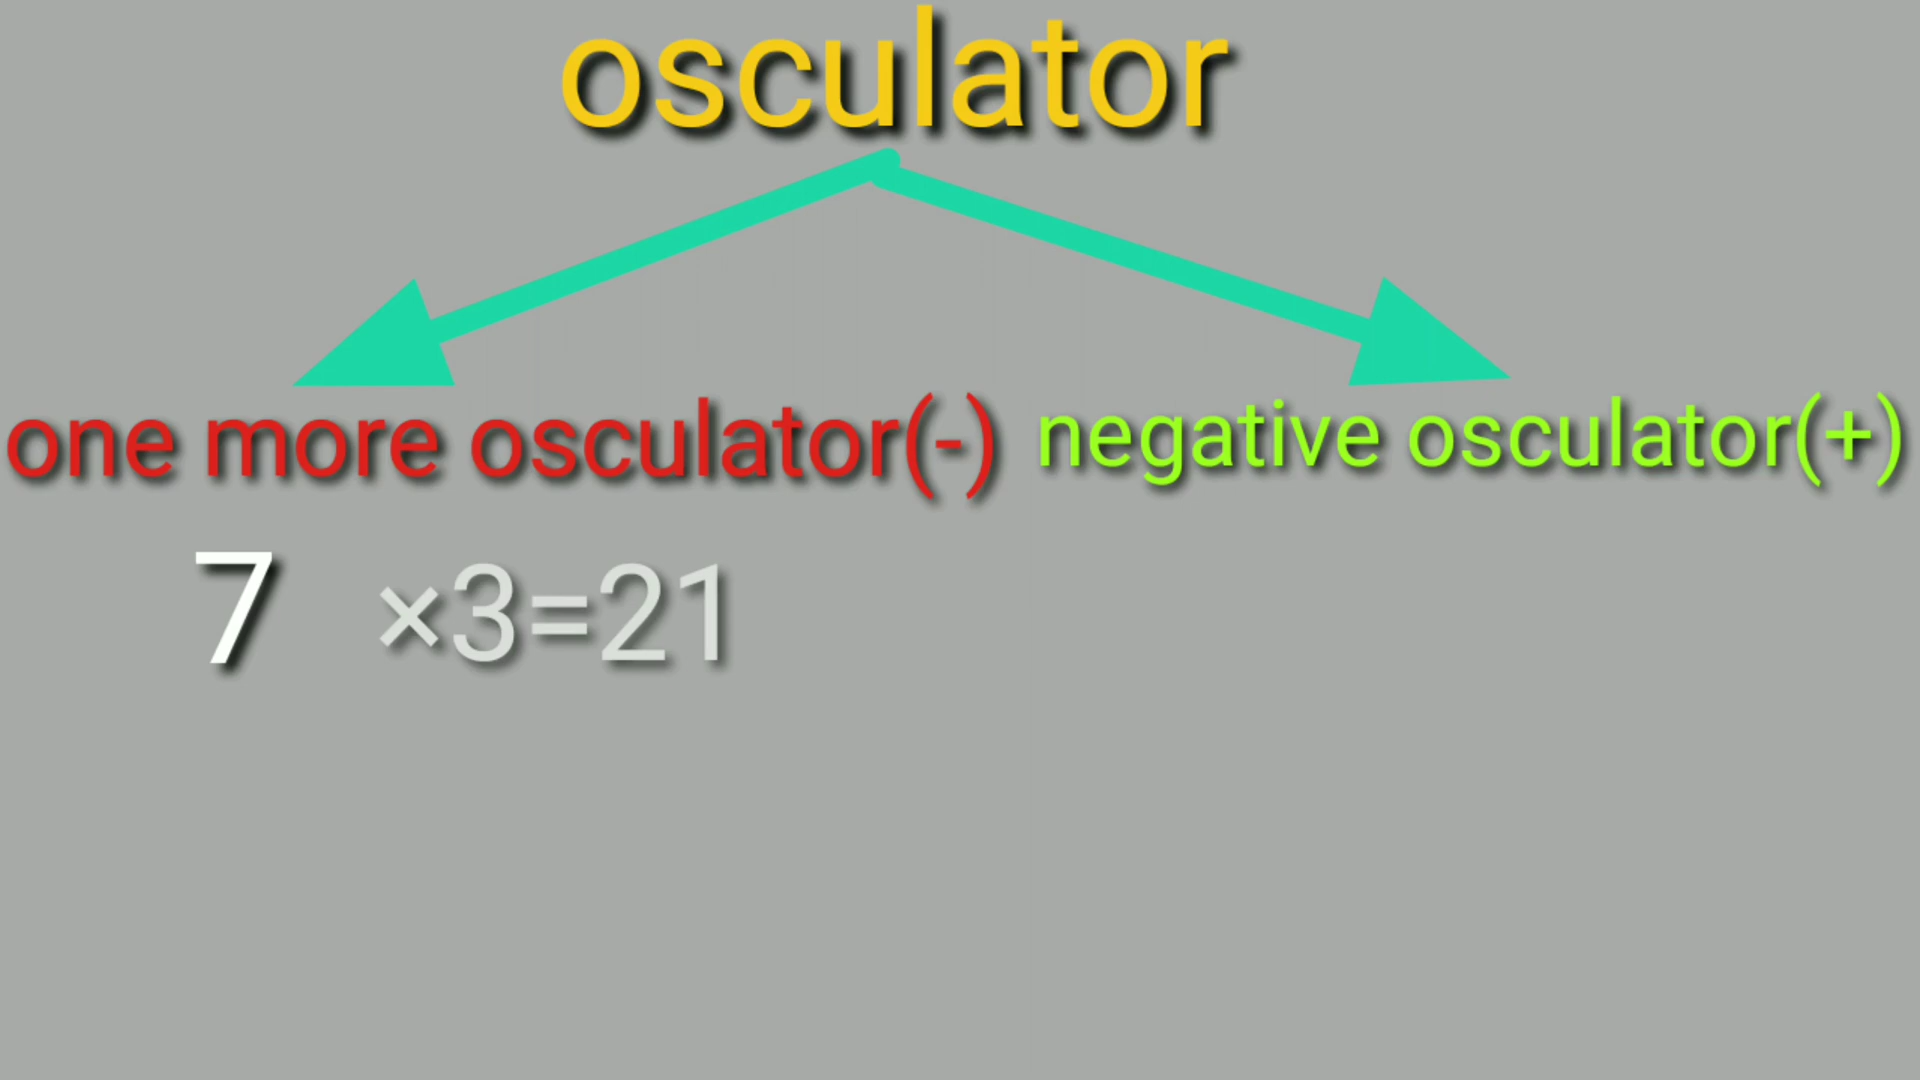 osculator
one more osculator(-) negative osculator(+)
7 ×3=21